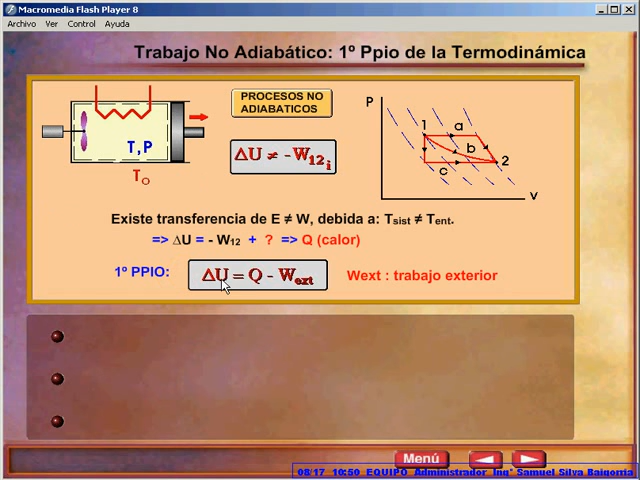 Macromedia Flash Player 8
Archivo Ver Control Ayuda
Trabajo No Adiabático: 1º Ppio de la Termodinámica
PROCESOS NO
ADIABATICOS
T,P
T₀
ΔU ≠ -W₁₂ᵢ
P
1
a
b
c
2
v
Existe transferencia de E ≠ W, debida a: Tsist ≠ Tent.
=> ΔU = - W12 + ? => Q (calor)
1º PPIO:
ΔU = Q - Wext
Wext : trabajo exterior
Menú
08/17 10:50 EQUIPO Administrador Ingº Samuel Silva Baigorria